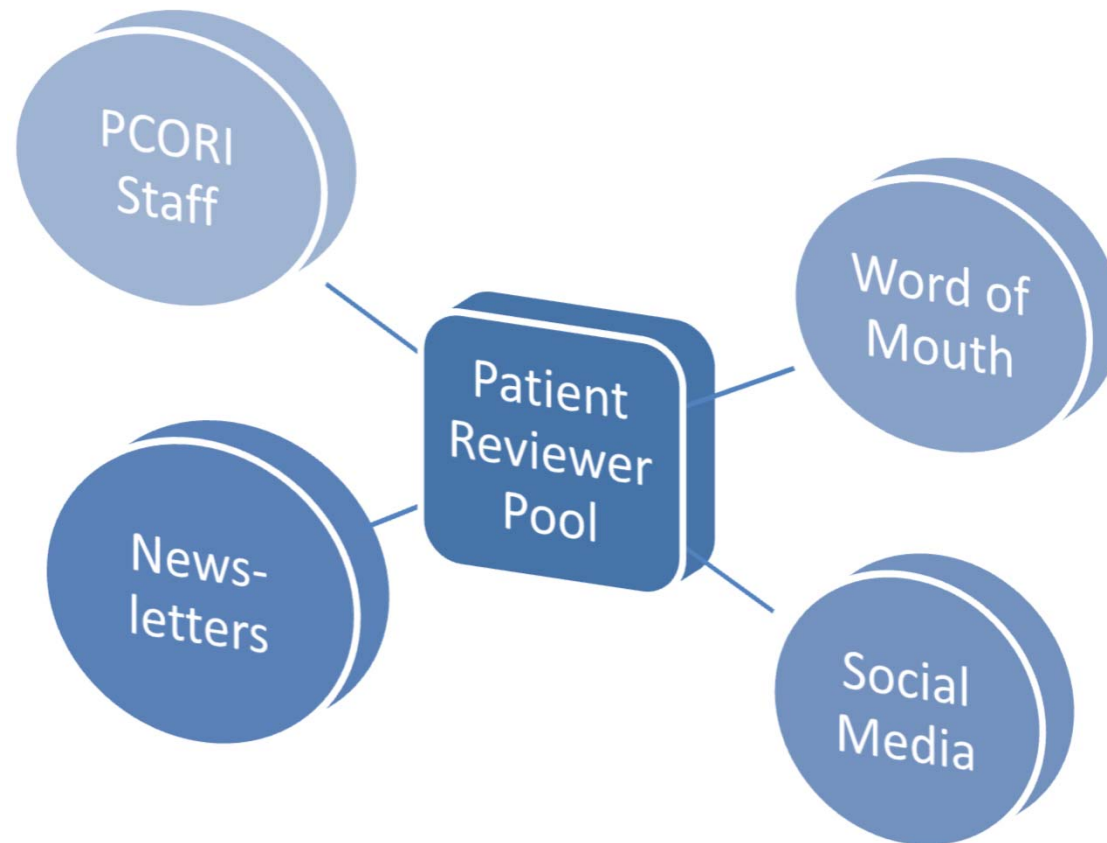 PCORI
Staff
Word of
Mouth
Patient
Reviewer
Pool
News-
letters
Social
Media